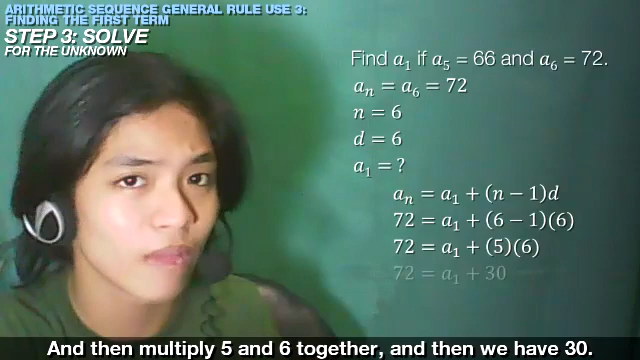 ARITHMETIC SEQUENCE GENERAL RULE USE 3:
FINDING THE FIRST TERM
STEP 3: SOLVE
FOR THE UNKNOWN
Find a₁ if a₅ = 66 and a₆ = 72.
aₙ = a₆ = 72
n = 6
d = 6
a₁ = ?
aₙ = a₁ + (n − 1)d
72 = a₁ + (6 − 1)(6)
72 = a₁ + (5)(6)
72 = a₁ + 30
And then multiply 5 and 6 together, and then we have 30.